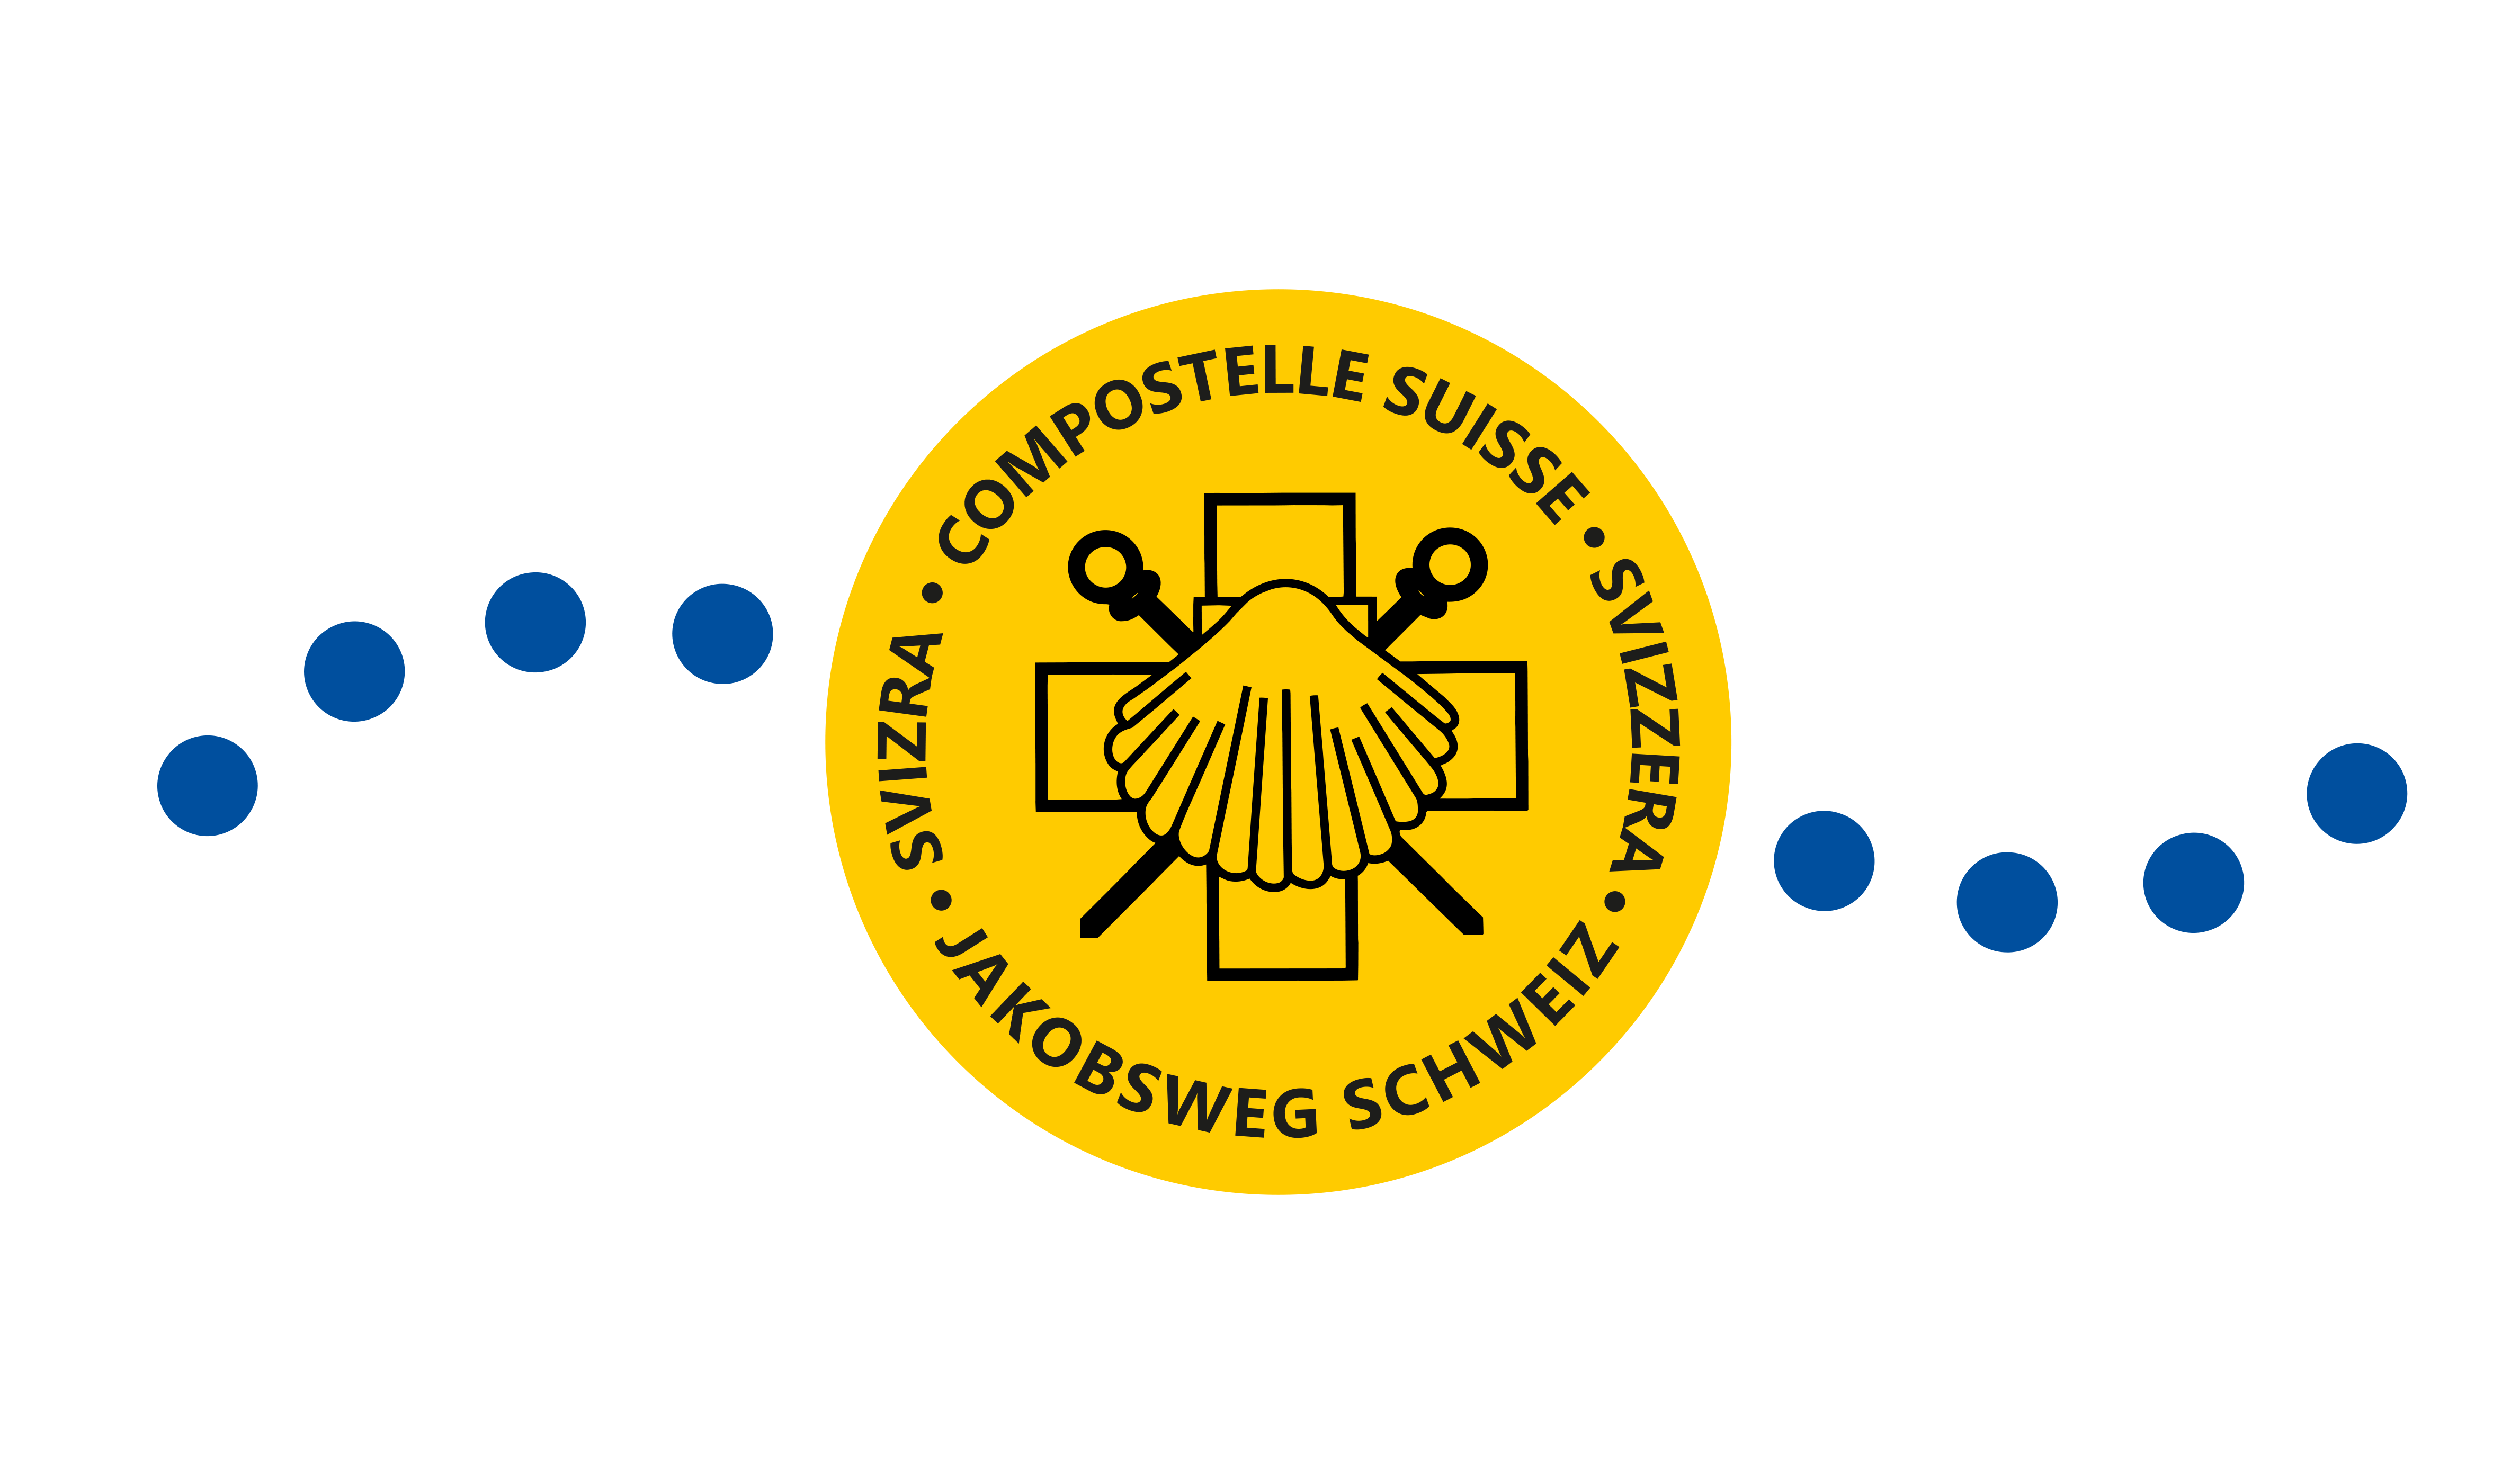 • COMPOSTELLE SUISSE • SVIZZERA • JAKOBSWEG SCHWEIZ • SVIZRA